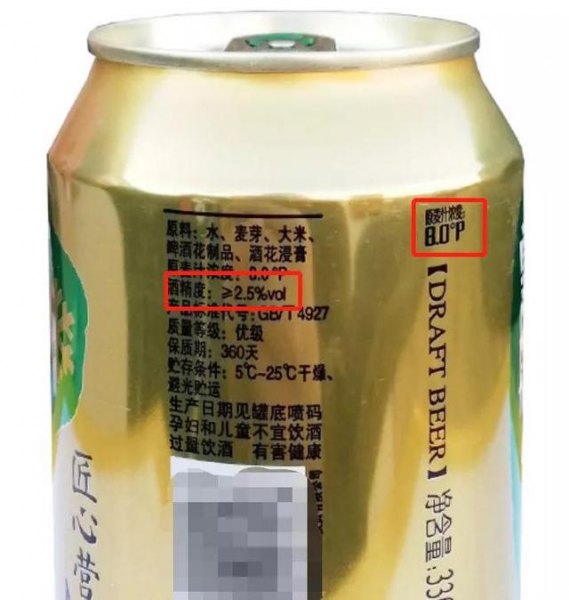 原料：水、麦芽、大米、
啤酒花制品、酒花浸膏
原麦汁浓度：8.0°P
酒精度：≥2.5%vol
产品标准代号：GB/T 4927
质量等级：优级
保质期：360天
贮存条件：5℃~25℃干燥、
避光贮运
生产日期见罐底喷码
孕妇和儿童不宜饮酒
过量饮酒 有害健康
原麦汁浓度：
8.0°P
【DRAFT BEER】净含量:330
匠心营